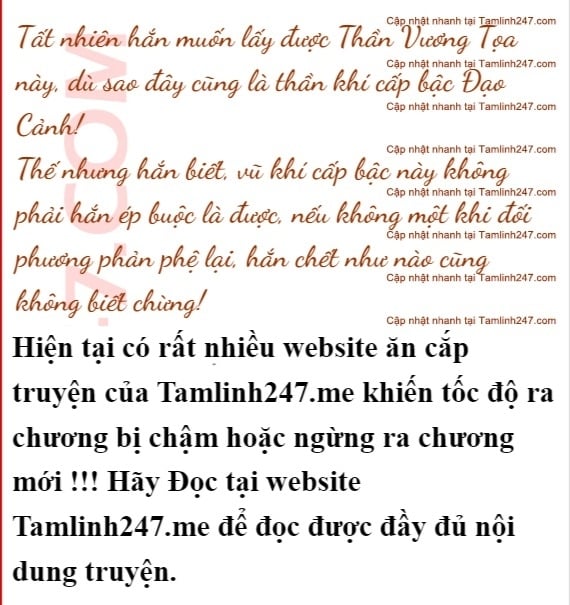 Cập nhật nhanh tại Tamlinh247.com
Tất nhiên hắn muốn lấy được Thần Vương Tọa
Cập nhật nhanh tại Tamlinh247.com
này, dù sao đây cũng là thần khí cấp bậc Đạo
Cập nhật nhanh tại Tamlinh247.com
Cảnh!
Cập nhật nhanh tại Tamlinh247.com
Thế nhưng hắn biết, vũ khí cấp bậc này không
Cập nhật nhanh tại Tamlinh247.com
phải hắn ép buộc là được, nếu không một khi đối
Cập nhật nhanh tại Tamlinh247.com
phương phản phệ lại, hắn chết như nào cũng
Cập nhật nhanh tại Tamlinh247.com
không biết chừng!
Cập nhật nhanh tại Tamlinh247.com
7.COM
Hiện tại có rất nhiều website ăn cắp
truyện của Tamlinh247.me khiến tốc độ ra
chương bị chậm hoặc ngừng ra chương
mới !!! Hãy Đọc tại website
Tamlinh247.me để đọc được đầy đủ nội
dung truyện.